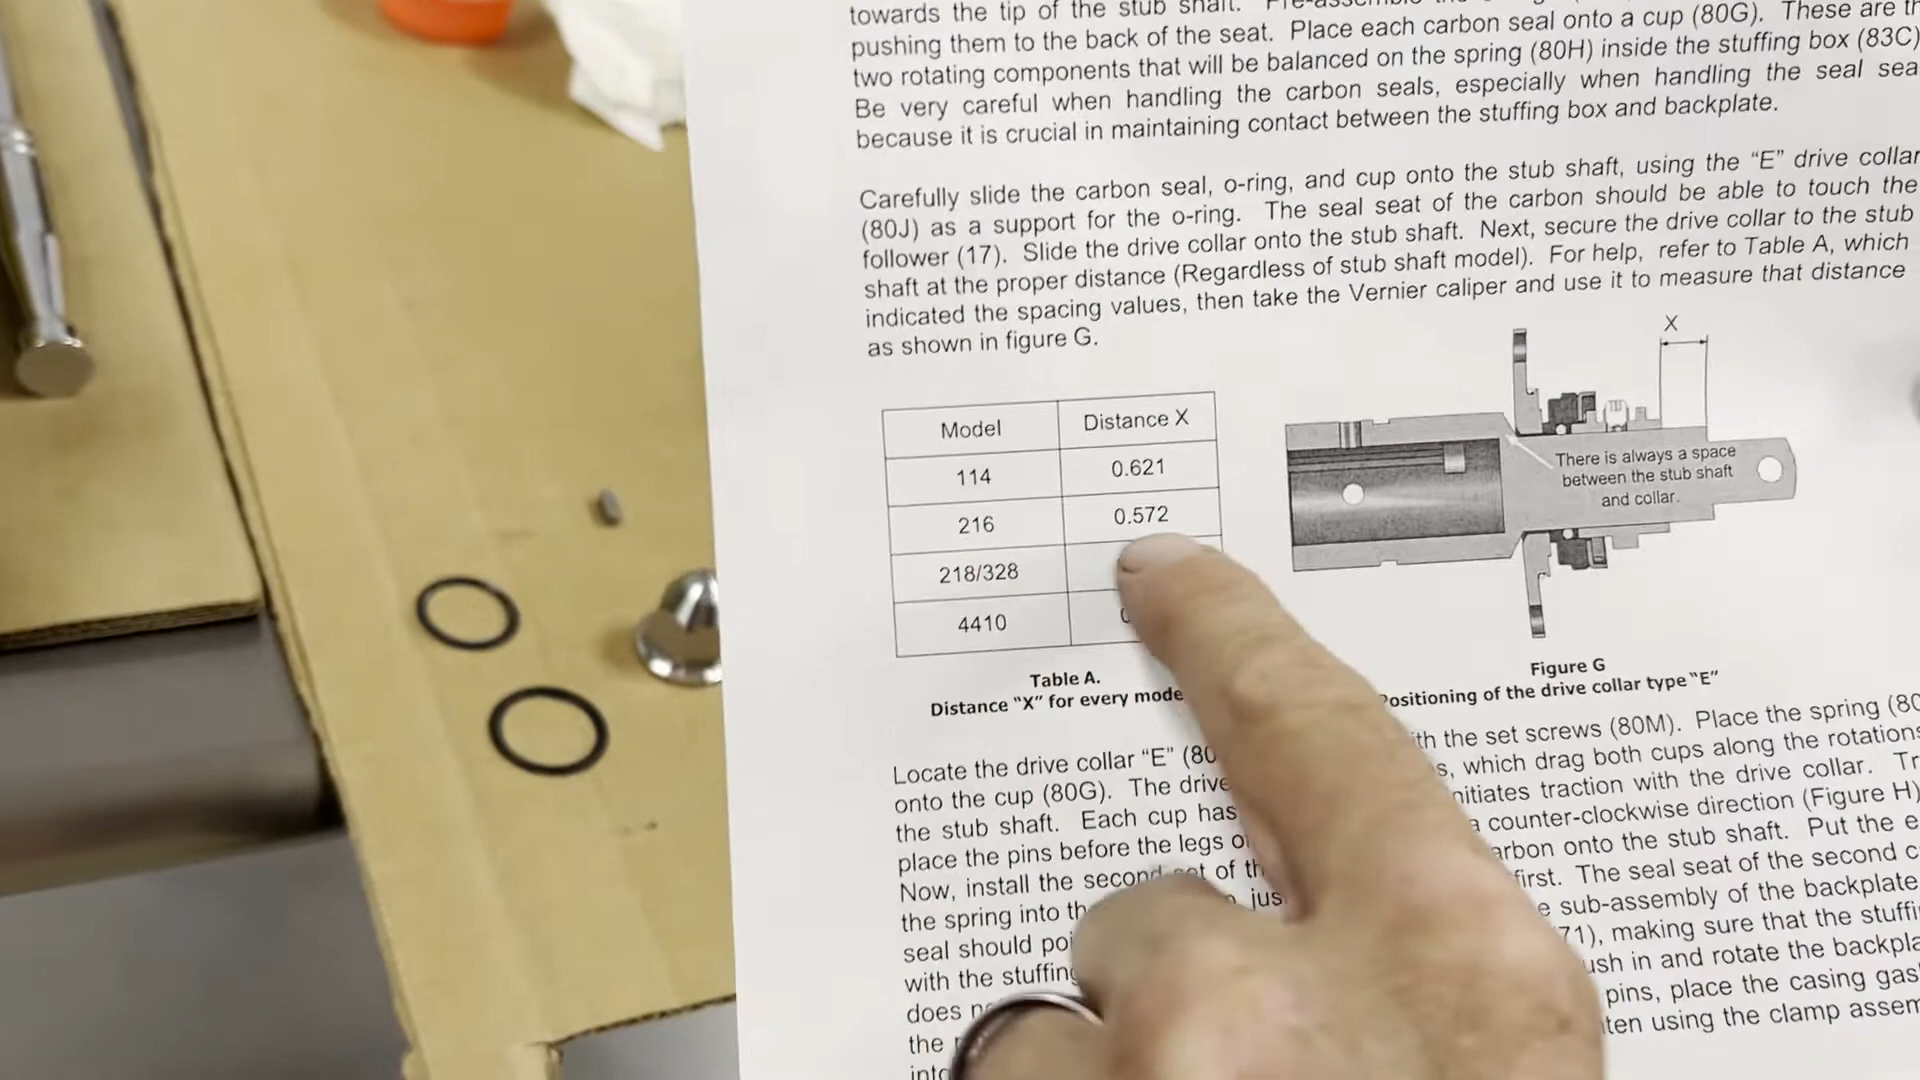 towards the tip of the stub shaft.
pushing them to the back of the seat. Place each carbon seal onto a cup (80G). These are
two rotating components that will be balanced on the spring (80H) inside the stuffing box (83C)
Be very careful when handling the carbon seals, especially when handling the seal
because it is crucial in maintaining contact between the stuffing box and backplate.
Carefully slide the carbon seal, o-ring, and cup onto the stub shaft, using the “E” drive collar
(80J) as a support for the o-ring. The seal seat of the carbon should be able to touch the
follower (17). Slide the drive collar onto the stub shaft. Next, secure the drive collar to the stub
shaft at the proper distance (Regardless of stub shaft model). For help, refer to Table A, which
indicated the spacing values, then take the Vernier caliper and use it to measure that distance
as shown in figure G.
Model Distance X
114 0.621
216 0.572
218/328
4410
Table A.
Distance “X” for every
X
There is always a space
between the stub shaft
and collar.
Figure G
Positioning of the drive collar type “E”
Locate the drive collar “E” the set screws (80M). Place the spring
onto the cup (80G). The which drag both cups along the
the stub shaft. Each cup has traction with the drive collar.
place the pins before the legs counter-clockwise direction (Figure H)
Now, install the second set of onto the stub shaft. Put the
the spring into first. The seal seat of the second
seal should sub-assembly of the backplate
with the making sure that the
does in and rotate the
the pins, place the casing
using the clamp